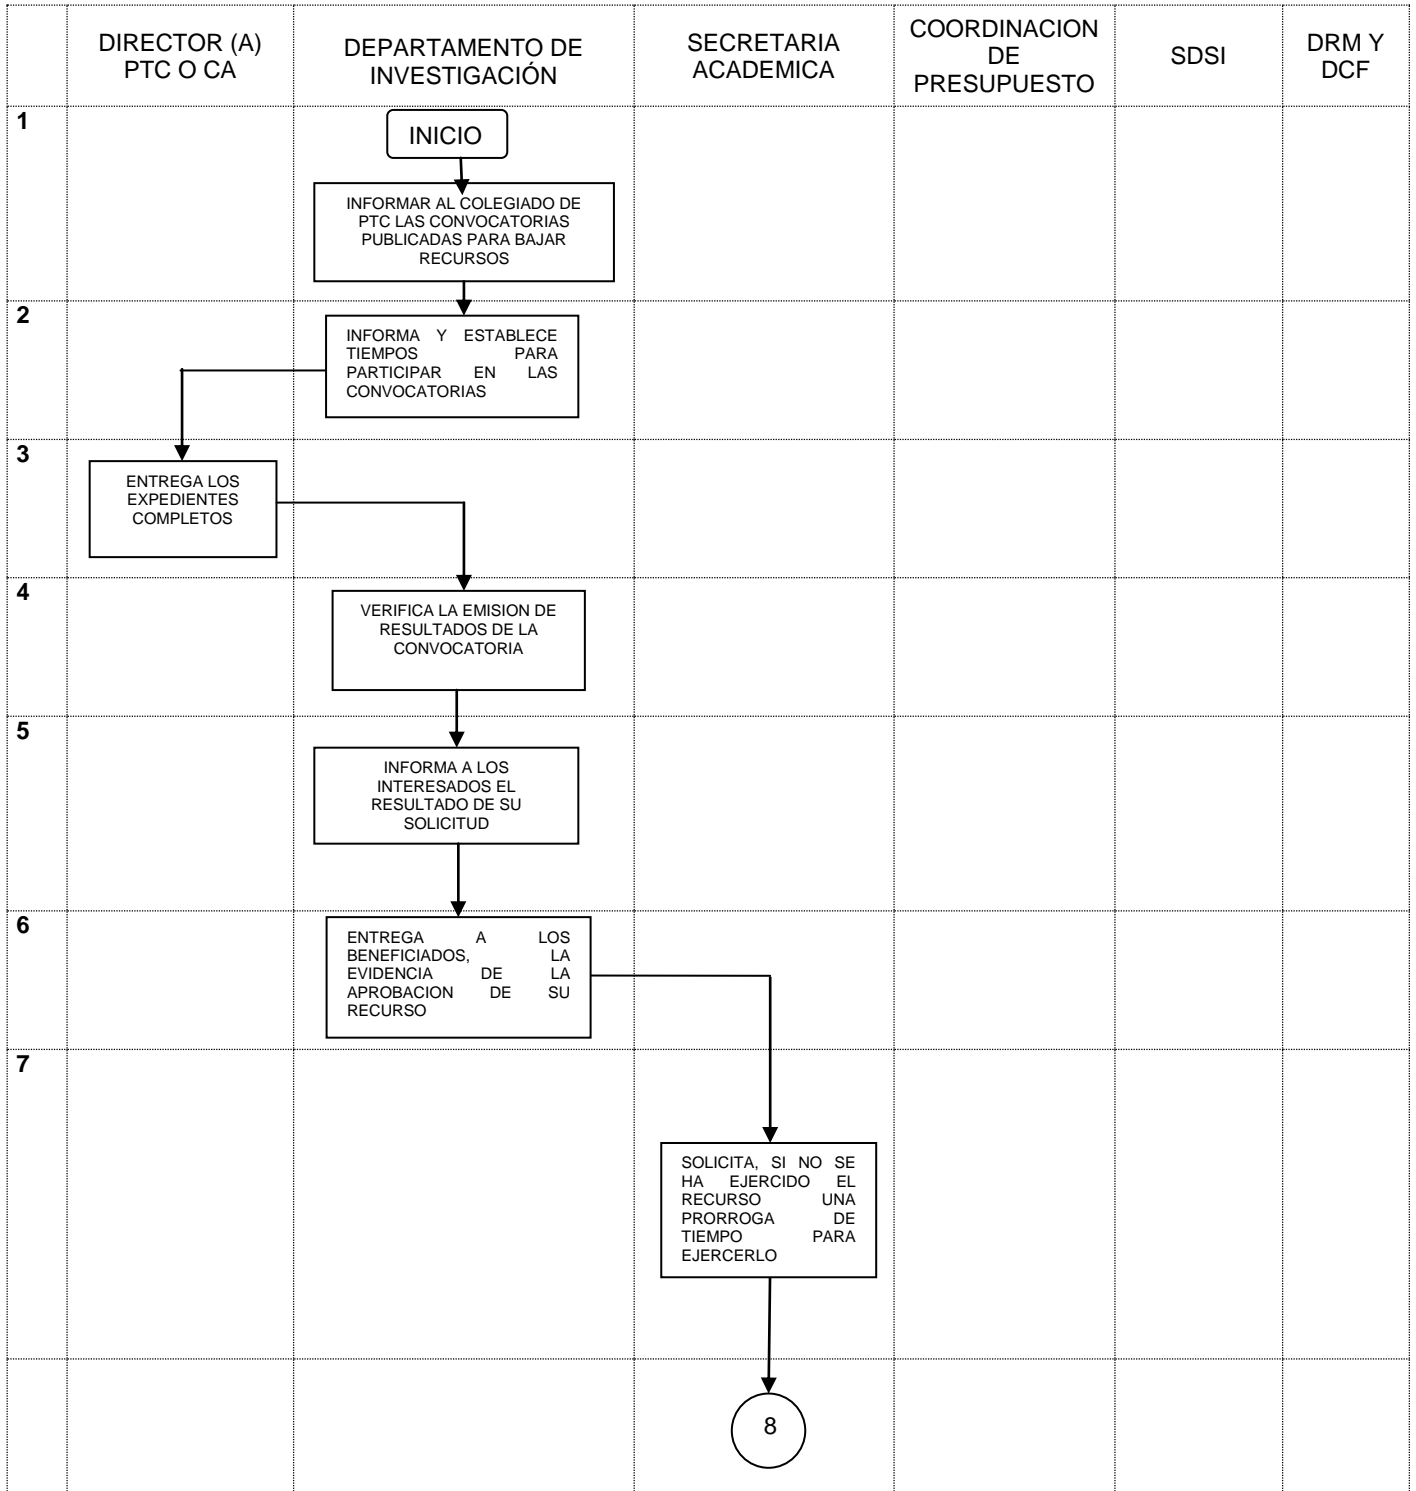 DIRECTOR (A)
PTC O CA
DEPARTAMENTO DE
INVESTIGACIÓN
SECRETARIA
ACADEMICA
COORDINACION
DE
PRESUPUESTO
SDSI
DRM Y
DCF
1
INICIO
INFORMAR AL COLEGIADO DE
PTC LAS CONVOCATORIAS
PUBLICADAS PARA BAJAR
RECURSOS
2
INFORMA Y ESTABLECE
TIEMPOS PARA
PARTICIPAR EN LAS
CONVOCATORIAS
3
ENTREGA LOS
EXPEDIENTES
COMPLETOS
4
VERIFICA LA EMISION DE
RESULTADOS DE LA
CONVOCATORIA
5
INFORMA A LOS
INTERESADOS EL
RESULTADO DE SU
SOLICITUD
6
ENTREGA A LOS
BENEFICIADOS, LA
EVIDENCIA DE LA
APROBACION DE SU
RECURSO
7
SOLICITA, SI NO SE
HA EJERCIDO EL
RECURSO UNA
PRORROGA DE
TIEMPO PARA
EJERCERLO
8